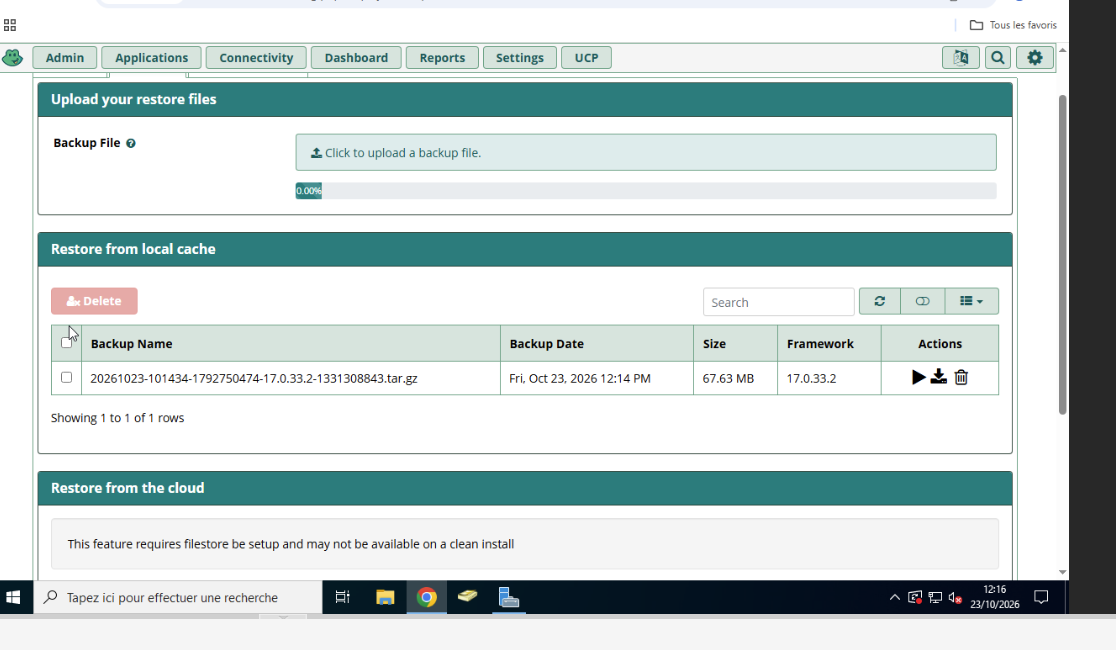 Tous les favoris
Admin Applications Connectivity Dashboard Reports Settings UCP
Upload your restore files
Backup File
Click to upload a backup file.
0.00%
Restore from local cache
Delete
Search
Backup Name Backup Date Size Framework Actions
20261023-101434-1792750474-17.0.33.2-1331308843.tar.gz Fri, Oct 23, 2026 12:14 PM 67.63 MB 17.0.33.2
Showing 1 to 1 of 1 rows
Restore from the cloud
This feature requires filestore be setup and may not be available on a clean install
Tapez ici pour effectuer une recherche
12:16
23/10/2026